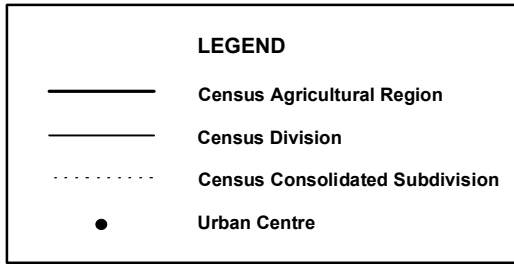 LEGEND
Census Agricultural Region
Census Division
Census Consolidated Subdivision
Urban Centre